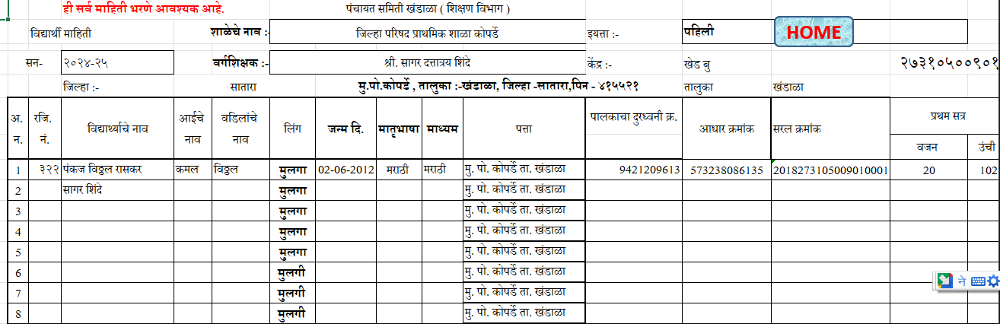 ही सर्व माहिती भरणे आवश्यक आहे. पंचायत समिती खंडाळा ( शिक्षण विभाग )
विद्यार्थी माहिती शाळेचे नाब :- जिल्हा परिषद प्राथमिक शाळा कोपर्डे इयत्ता :- पहिली HOME
सन- २०२४-२५ बर्गशिक्षक :- श्री. सागर दत्तात्रय शिंदे केंद्र :- खेड बु २७३१०५००९०१
जिल्हा :- सातारा मु.पो.कोपर्डे , तालुका :-खंडाळा, जिल्हा -सातारा,पिन - ४१५५२१ तालुका खंडाळा
अ. न. रजि. नं. विद्यार्थ्याचे नाव आईचे नाव वडिलांचे नाव लिंग जन्म दि. मातृभाषा माध्यम पत्ता पालकाचा दुरध्वनी क्र. आधार क्रमांक सरल क्रमांक प्रथम सत्र
वजन उंची
1 ३२२ पंकज विठ्ठल रासकर कमल विठ्ठल मुलगा 02-06-2012 मराठी मराठी मु. पो. कोपर्डे ता. खंडाळा 9421209613 573238086135 2018273105009010001 20 102
2 सागर शिंदे मुलगा मु. पो. कोपर्डे ता. खंडाळा
3 मुलगा मु. पो. कोपर्डे ता. खंडाळा
4 मुलगा मु. पो. कोपर्डे ता. खंडाळा
5 मुलगा मु. पो. कोपर्डे ता. खंडाळा
6 मुलगी मु. पो. कोपर्डे ता. खंडाळा
ने
7 मुलगी मु. पो. कोपर्डे ता. खंडाळा
8 मुलगी मु. पो. कोपर्डे ता. खंडाळा